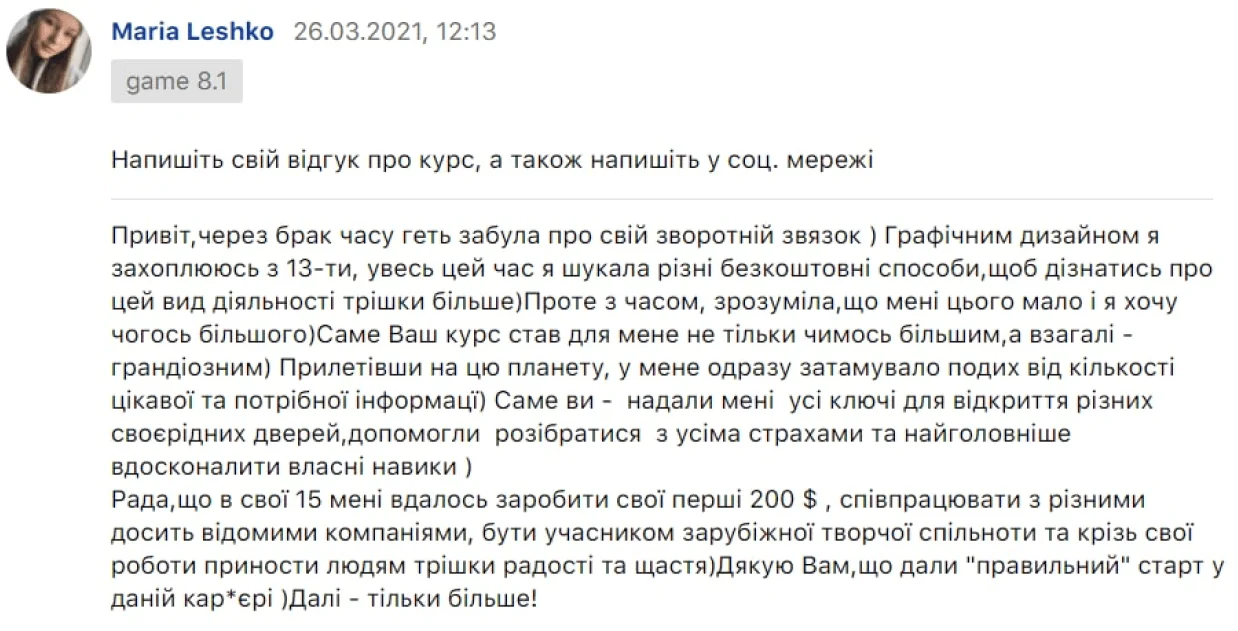 Maria Leshko 26.03.2021, 12:13
game 8.1
Напишіть свій відгук про курс, а також напишіть у соц. мережі
Привіт,через брак часу геть забула про свій зворотній звязок ) Графічним дизайном я
захоплююсь з 13-ти, увесь цей час я шукала різні безкоштовні способи,щоб дізнатись про
цей вид діяльності трішки більше)Проте з часом, зрозуміла,що мені цього мало і я хочу
чогось більшого)Саме Ваш курс став для мене не тільки чимось більшим,а взагалі -
грандіозним) Прилетівши на цю планету, у мене одразу затамувало подих від кількості
цікавої та потрібної інформації) Саме ви -  надали мені  усі ключі для відкриття різних
своєрідних дверей,допомогли  розібратися  з усіма страхами та найголовніше
вдосконалити власні навики )
Рада,що в свої 15 мені вдалось заробити свої перші 200 $ , співпрацювати з різними
досить відомими компаніями, бути учасником зарубіжної творчої спільноти та крізь свої
роботи приности людям трішки радості та щастя)Дякую Вам,що дали "правильний" старт у
даній кар*єрі )Далі - тільки більше!